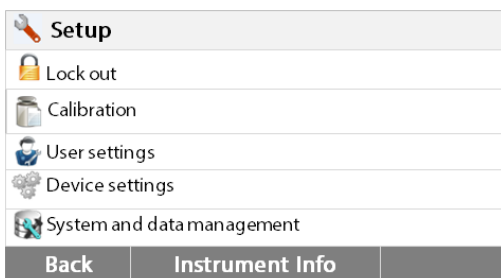 Setup
Lock out
Calibration
User settings
Device settings
System and data management
Back Instrument Info